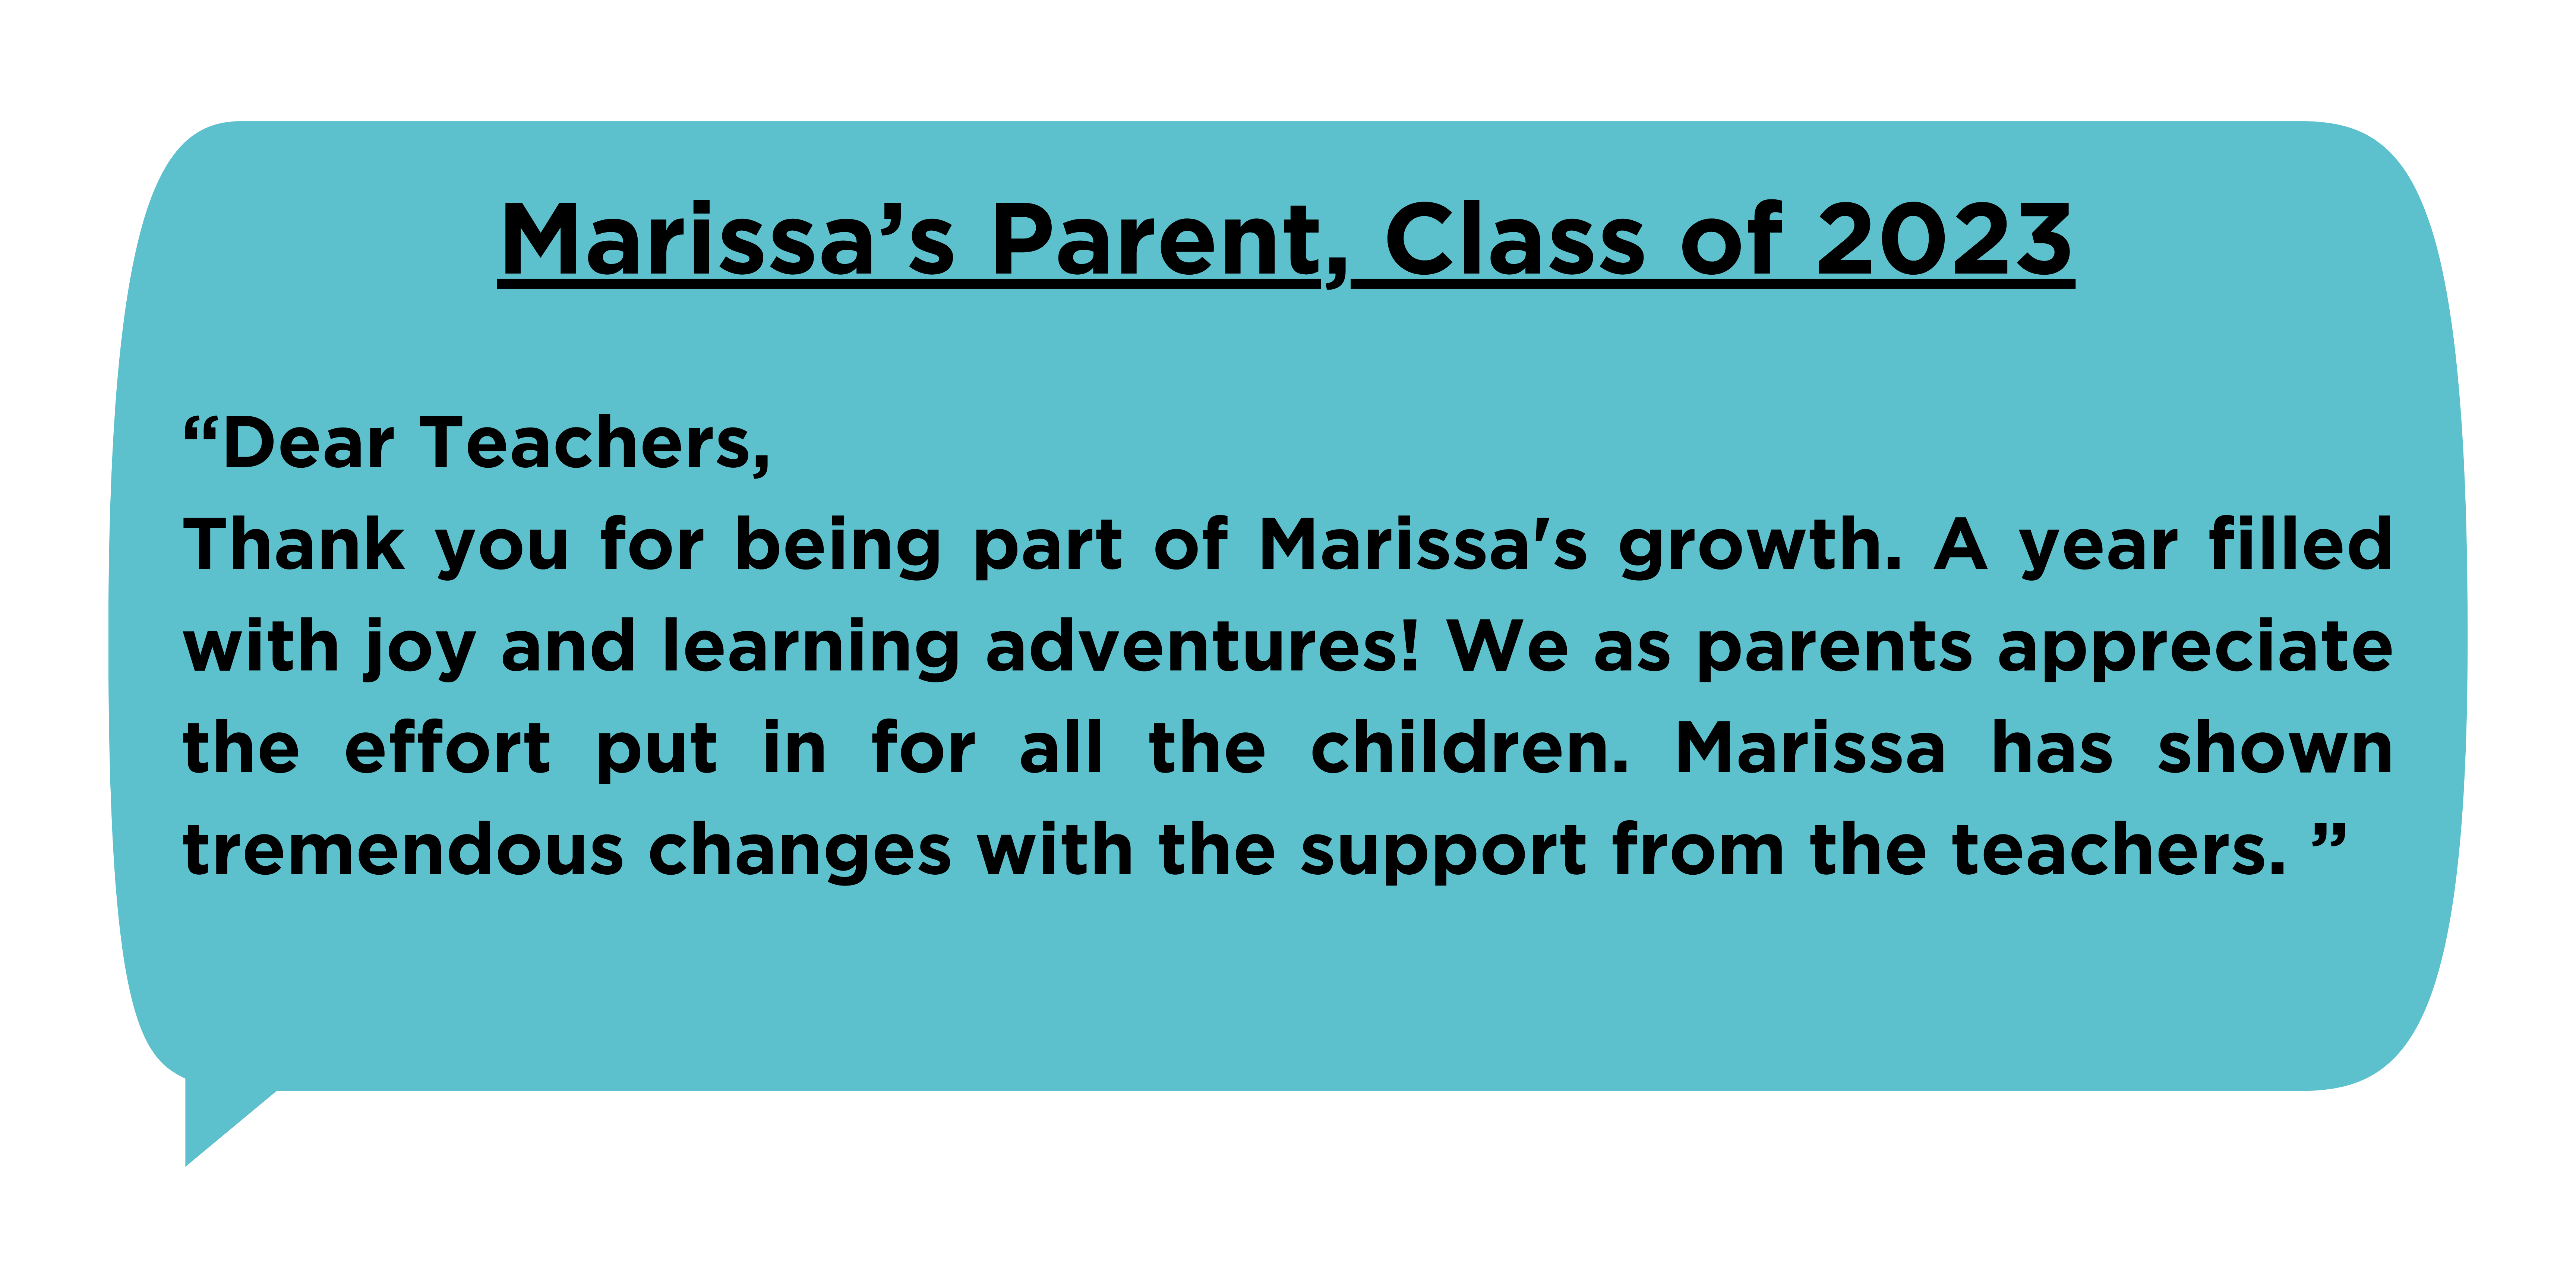 Marissa’s Parent, Class of 2023
“Dear Teachers,
Thank you for being part of Marissa's growth. A year filled
with joy and learning adventures! We as parents appreciate
the effort put in for all the children. Marissa has shown
tremendous changes with the support from the teachers. ”